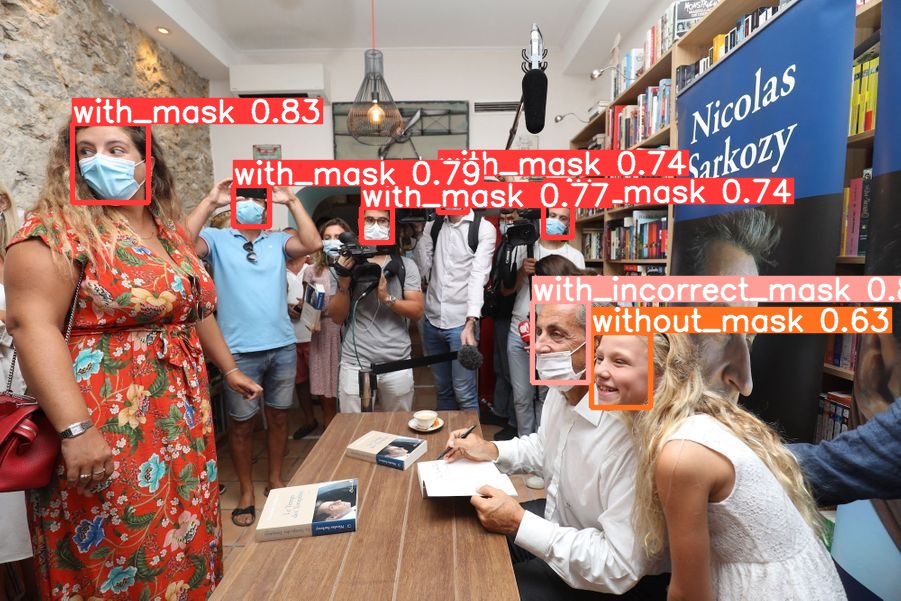 with_mask 0.83
with_mask 0.79
with_mask 0.74
with_mask 0.77
mask 0.74
Nicolas
Sarkozy
with_incorrect_mask 0.8
without_mask 0.63